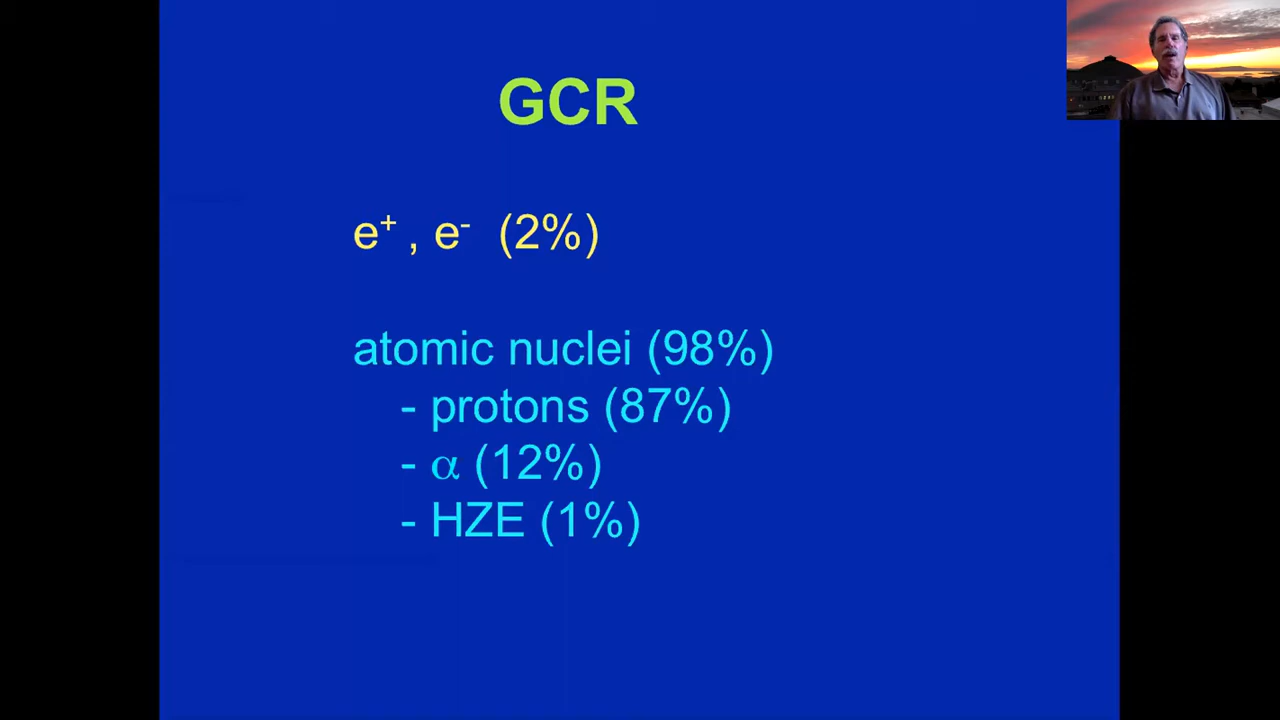 GCR
e⁺ , e⁻ (2%)
atomic nuclei (98%)
- protons (87%)
- α (12%)
- HZE (1%)